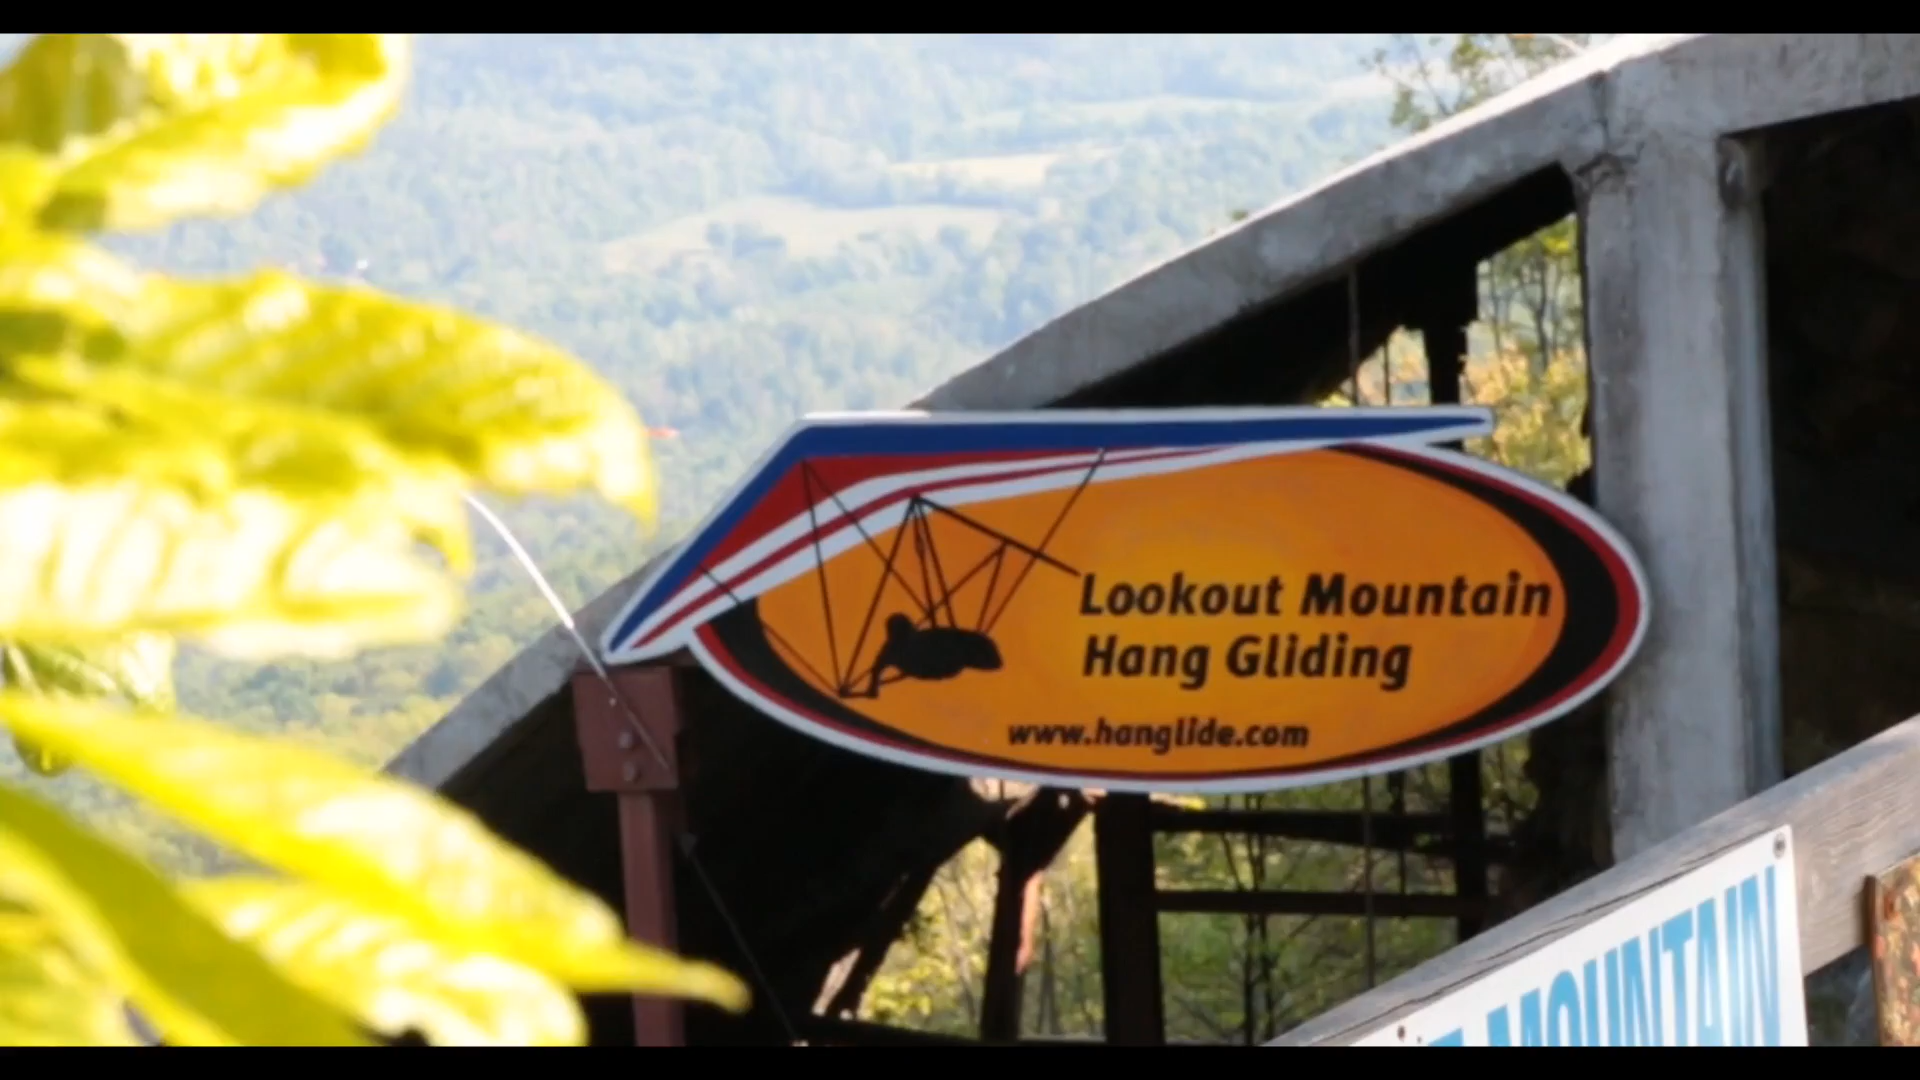 Lookout Mountain
Hang Gliding
www.hanglide.com
MOUNTAIN